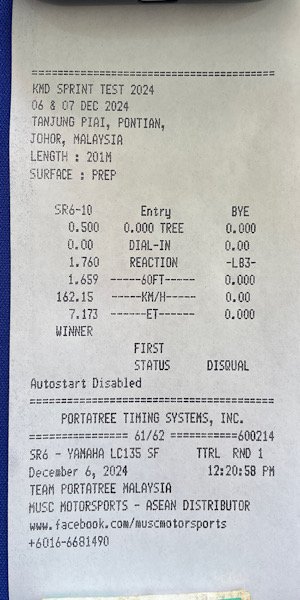 ==========================================
KMD SPRINT TEST 2024
06 & 07 DEC 2024
TANJUNG PIAI, PONTIAN,
JOHOR, MALAYSIA
LENGTH : 201M
SURFACE : PREP
SR6-10 Entry BYE
0.500 0.000 TREE 0.000
0.00 DIAL-IN 0.00
1.760 REACTION -LB3-
1.659 ------60FT------ 0.000
162.15 -----KM/H------ 0.00
7.173 ------ET------- 0.000
WINNER
FIRST
STATUS DISQUAL
Autostart Disabled
==========================================
PORTATREE TIMING SYSTEMS, INC.
================= 61/62 ===========600214
SR6 - YAMAHA LC135 SF TTRL RND 1
December 6, 2024 12:20:58 PM
TEAM PORTATREE MALAYSIA
MUSC MOTORSPORTS - ASEAN DISTRIBUTOR
www.facebook.com/muscmotorsports
+6016-6681490